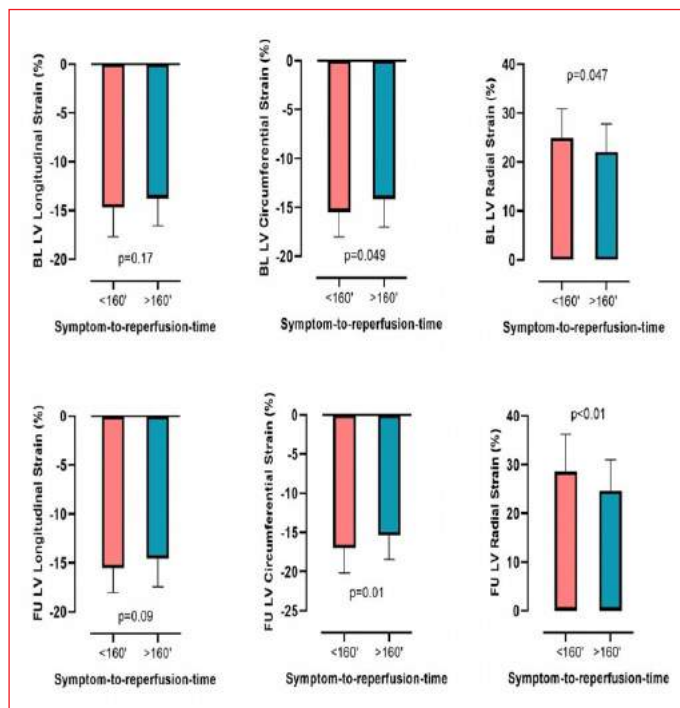 BL LV Longitudinal Strain (%)
0
-5
-10
-15
-20
p=0.17
<160' >160'
Symptom-to-reperfusion-time
BL LV Circumferential Strain (%)
0
-5
-10
-15
-20
p=0.049
<160' >160'
Symptom-to-reperfusion-time
BL LV Radial Strain (%)
40
30
20
10
0
p=0.047
<160' >160'
Symptom-to-reperfusion-time
FU LV Longitudinal Strain (%)
0
-5
-10
-15
-20
p=0.09
<160' >160'
Symptom-to-reperfusion-time
FU LV Circumferential Strain (%)
0
-5
-10
-15
-20
-25
p=0.01
<160' >160'
Symptom-to-reperfusion-time
FU LV Radial Strain (%)
40
30
20
10
0
p<0.01
<160' >160'
Symptom-to-reperfusion-time